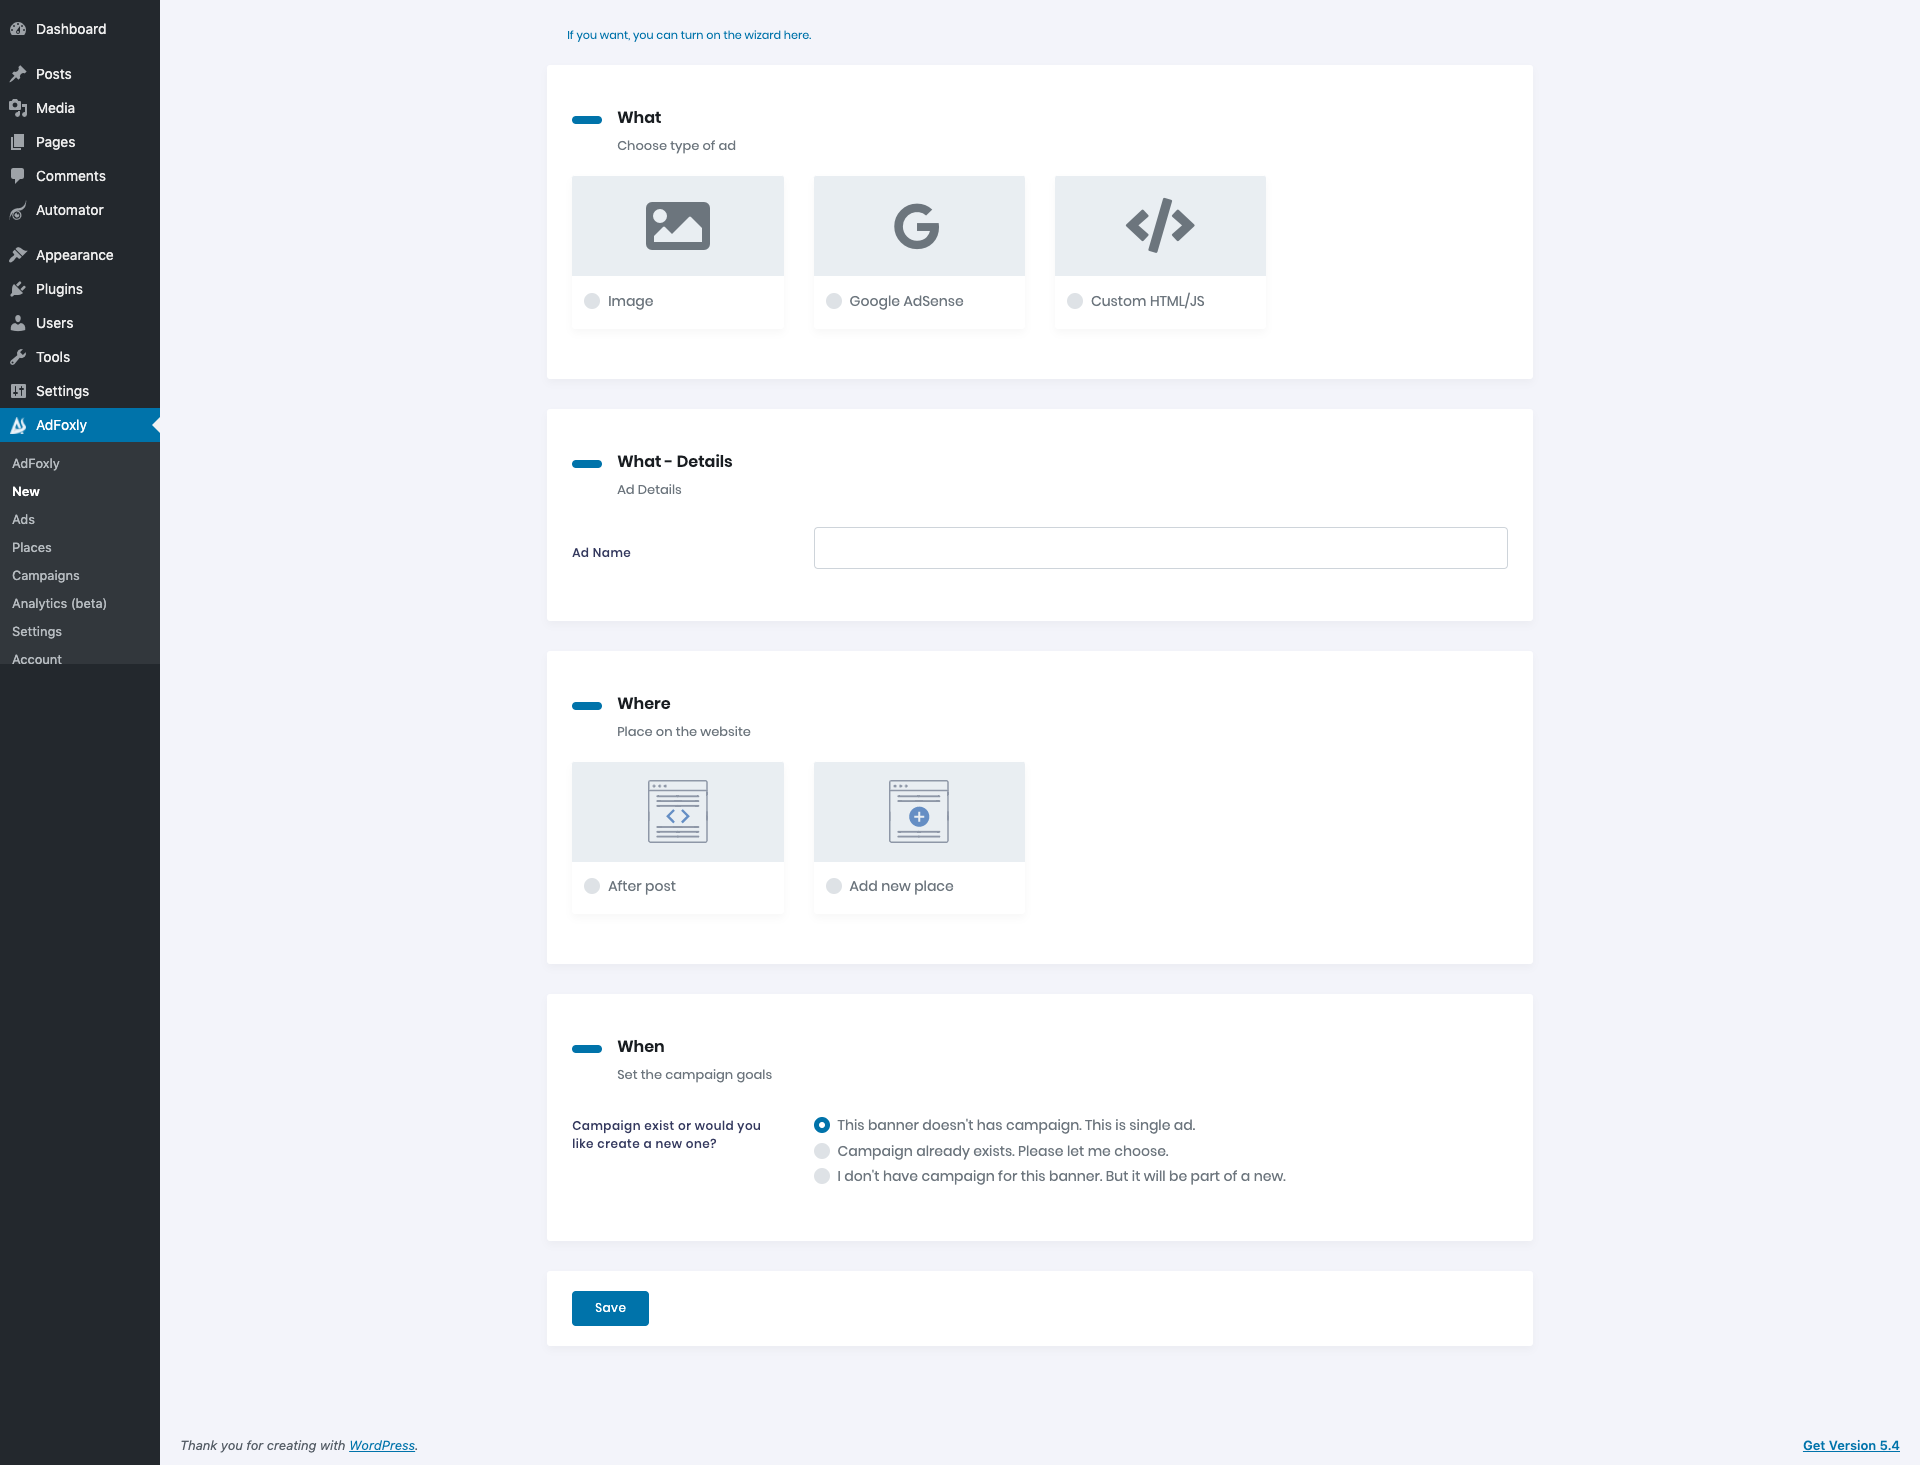 Dashboard
Posts
Media
Pages
Comments
Automator
Appearance
Plugins
Users
Tools
Settings
AdFoxly
AdFoxly
New
Ads
Places
Campaigns
Analytics (beta)
Settings
Account
If you want, you can turn on the wizard here.
What
Choose type of ad
Image
Google AdSense
Custom HTML/JS
What - Details
Ad Details
Ad Name
Where
Place on the website
After post
Add new place
When
Set the campaign goals
Campaign exist or would you
like create a new one?
This banner doesn't has campaign. This is single ad.
Campaign already exists. Please let me choose.
I don't have campaign for this banner. But it will be part of a new.
Save
Thank you for creating with WordPress.
Get Version 5.4